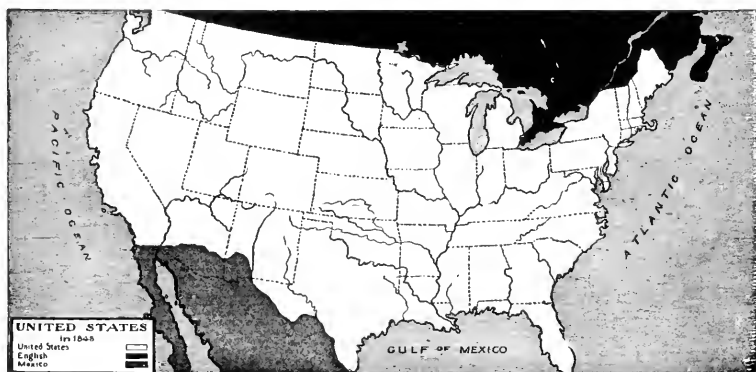 PACIFIC OCEAN
ATLANTIC OCEAN
GULF OF MEXICO
UNITED STATES
in 1848
United States
English
Mexico